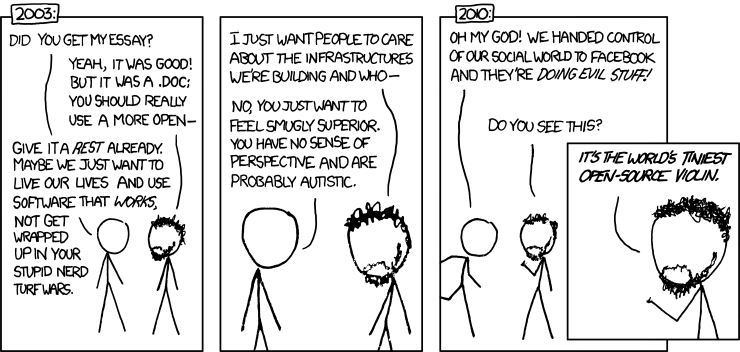 2003:
DID YOU GET MY ESSAY?
YEAH, IT WAS GOOD!
BUT IT WAS A .DOC;
YOU SHOULD REALLY
USE A MORE OPEN—
GIVE IT A REST ALREADY.
MAYBE WE JUST WANT TO
LIVE OUR LIVES AND USE
SOFTWARE THAT WORKS,
NOT GET
WRAPPED
UP IN YOUR
STUPID NERD
TURF WARS.
I JUST WANT PEOPLE TO CARE
ABOUT THE INFRASTRUCTURES
WE'RE BUILDING AND WHO—
NO, YOU JUST WANT TO
FEEL SMUGLY SUPERIOR.
YOU HAVE NO SENSE OF
PERSPECTIVE AND ARE
PROBABLY AUTISTIC.
2010:
OH MY GOD! WE HANDED CONTROL
OF OUR SOCIAL WORLD TO FACEBOOK
AND THEY'RE DOING EVIL STUFF!
DO YOU SEE THIS?
IT'S THE WORLD'S TINIEST
OPEN-SOURCE VIOLIN.